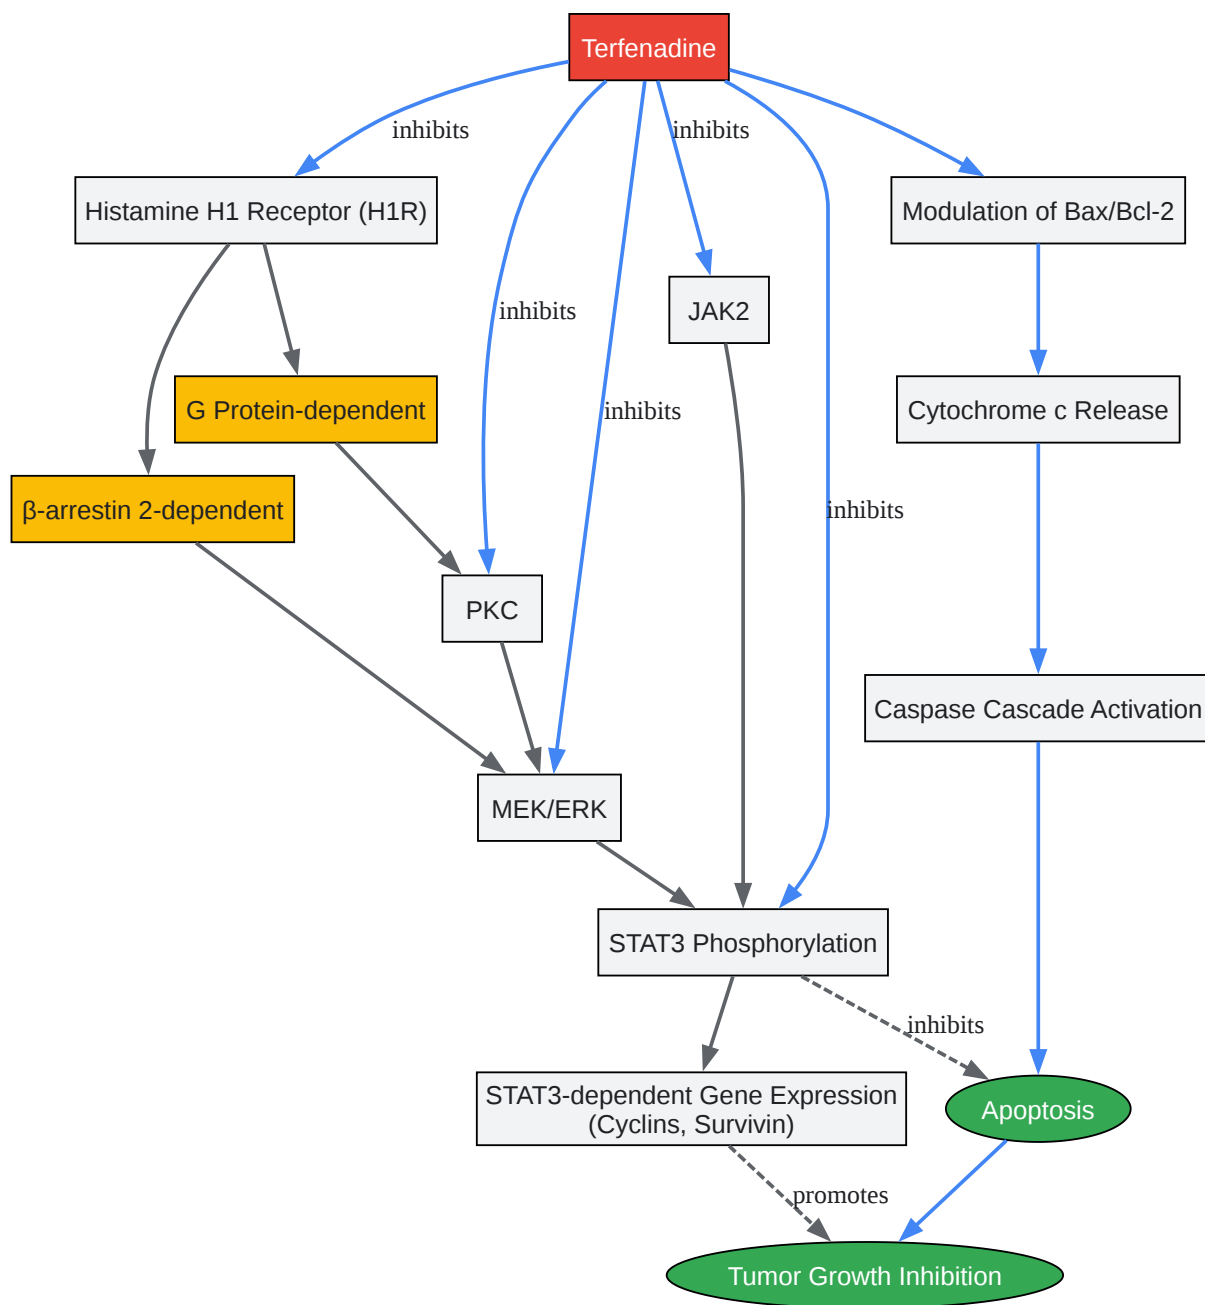 Terfenadine
inhibits
inhibits
Histamine H1 Receptor (H1R)
Modulation of Bax/Bcl-2
inhibits
JAK2
G Protein-dependent
inhibits
Cytochrome c Release
β-arrestin 2-dependent
inhibits
PKC
Caspase Cascade Activation
MEK/ERK
STAT3 Phosphorylation
inhibits
STAT3-dependent Gene Expression
(Cyclins, Survivin)
Apoptosis
promotes
Tumor Growth Inhibition